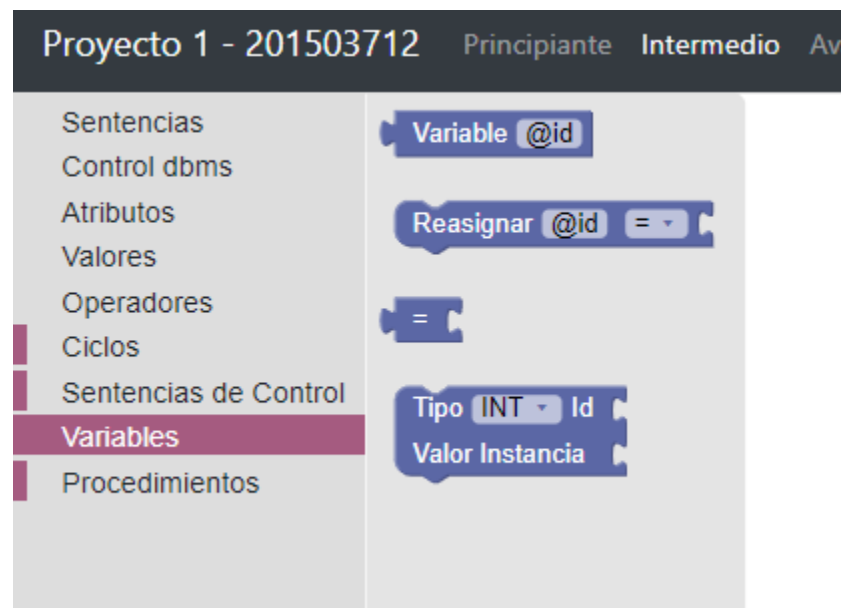 Proyecto 1 - 201503712 Principiante Intermedio Av
Sentencias
Control dbms
Atributos
Valores
Operadores
Ciclos
Sentencias de Control
Variables
Procedimientos
Variable @id
Reasignar @id =
=
Tipo INT Id
Valor Instancia